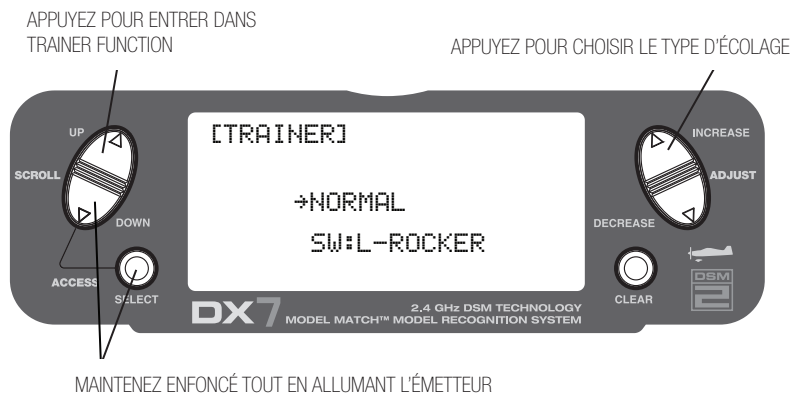 APPUYEZ POUR ENTRER DANS
TRAINER FUNCTION
APPUYEZ POUR CHOISIR LE TYPE D'ÉCOLAGE
UP
SCROLL
DOWN
ACCESS
SELECT
[TRAINER]
→NORMAL
SW:L-ROCKER
INCREASE
ADJUST
DECREASE
CLEAR
DSM
2
DX7
2.4 GHz DSM TECHNOLOGY
MODEL MATCH™ MODEL RECOGNITION SYSTEM
MAINTENEZ ENFONCÉ TOUT EN ALLUMANT L'ÉMETTEUR